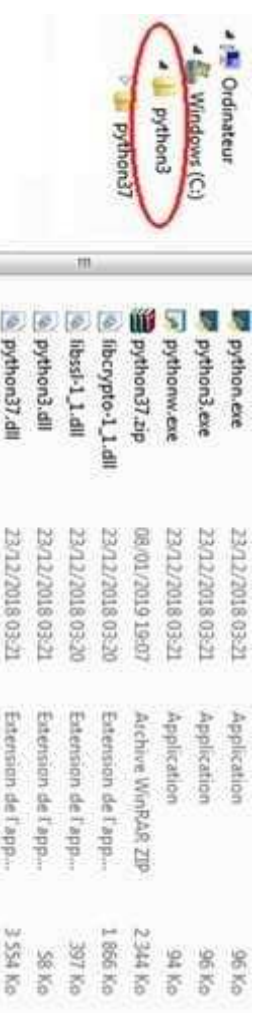 Ordinateur
Windows (C:)
python3
python37
python.exe 23/12/2018 03:21 Application 96 Ko
python3.exe 23/12/2018 03:21 Application 96 Ko
pythonw.exe 23/12/2018 03:21 Application 94 Ko
python37.zip 08/01/2019 19:07 Archive WinRAR ZIP 2 344 Ko
libcrypto-1_1.dll 23/12/2018 03:20 Extension de l'app... 1 866 Ko
libssl-1_1.dll 23/12/2018 03:20 Extension de l'app... 397 Ko
python3.dll 23/12/2018 03:21 Extension de l'app... 58 Ko
python37.dll 23/12/2018 03:21 Extension de l'app... 3 554 Ko